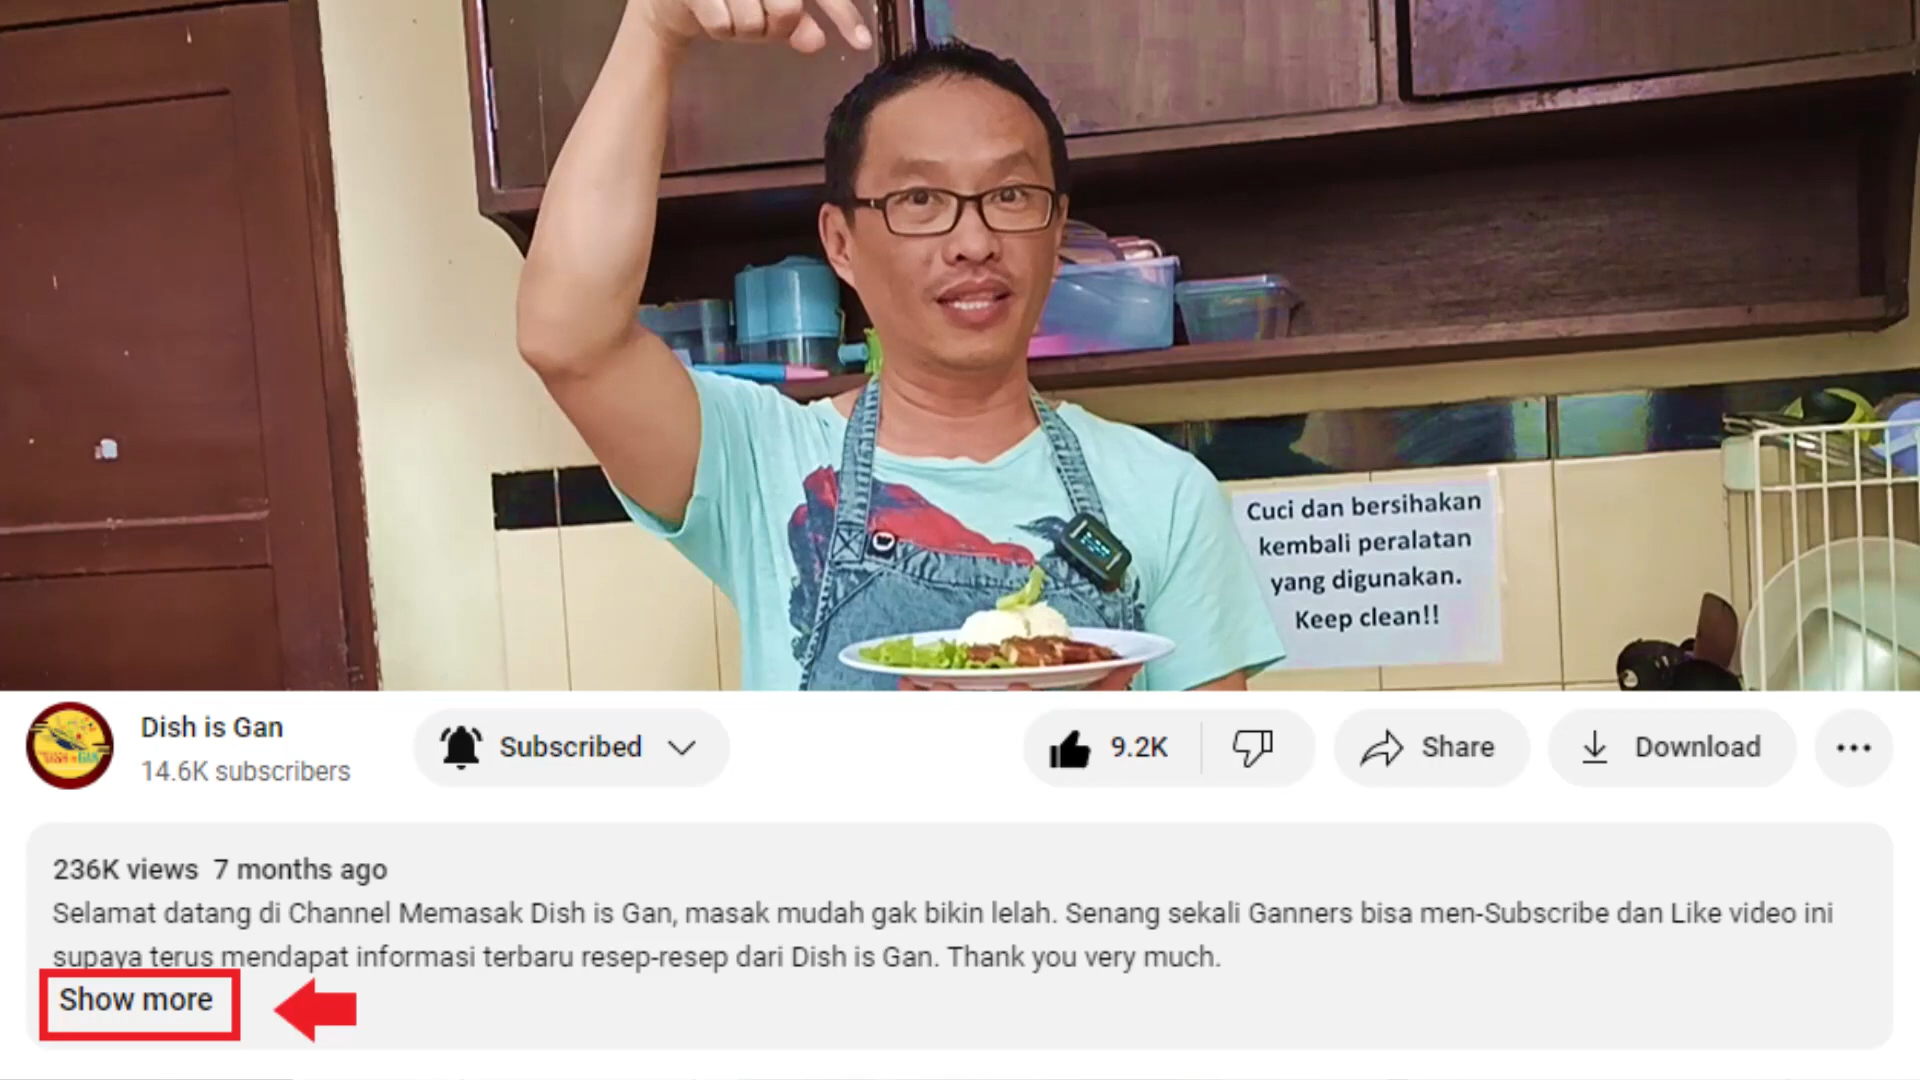 Cuci dan bersihakan
kembali peralatan
yang digunakan.
Keep clean!!
Dish is Gan
14.6K subscribers
Subscribed
9.2K
Share
Download
236K views 7 months ago
Selamat datang di Channel Memasak Dish is Gan, masak mudah gak bikin lelah. Senang sekali Ganners bisa men-Subscribe dan Like video ini
supaya terus mendapat informasi terbaru resep-resep dari Dish is Gan. Thank you very much.
Show more